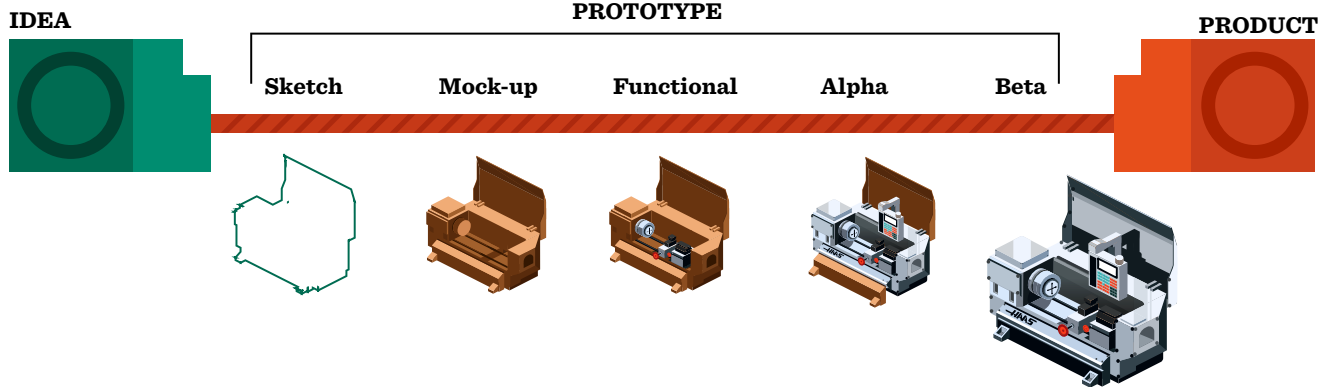 IDEA
PROTOTYPE
PRODUCT
Sketch
Mock-up
Functional
Alpha
Beta
HAAS
HAAS